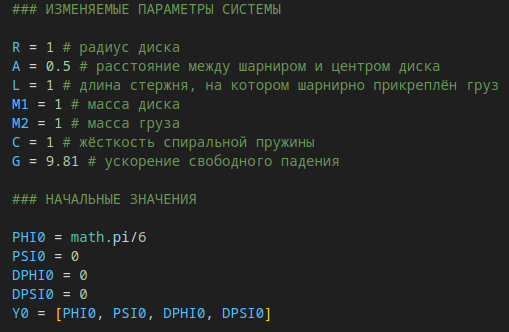 ### ИЗМЕНЯЕМЫЕ ПАРАМЕТРЫ СИСТЕМЫ
R = 1 # радиус диска
A = 0.5 # расстояние между шарниром и центром диска
L = 1 # длина стержня, на котором шарнирно прикреплён груз
M1 = 1 # масса диска
M2 = 1 # масса груза
C = 1 # жёсткость спиральной пружины
G = 9.81 # ускорение свободного падения
### НАЧАЛЬНЫЕ ЗНАЧЕНИЯ
PHI0 = math.pi/6
PSI0 = 0
DPHI0 = 0
DPSI0 = 0
Y0 = [PHI0, PSI0, DPHI0, DPSI0]